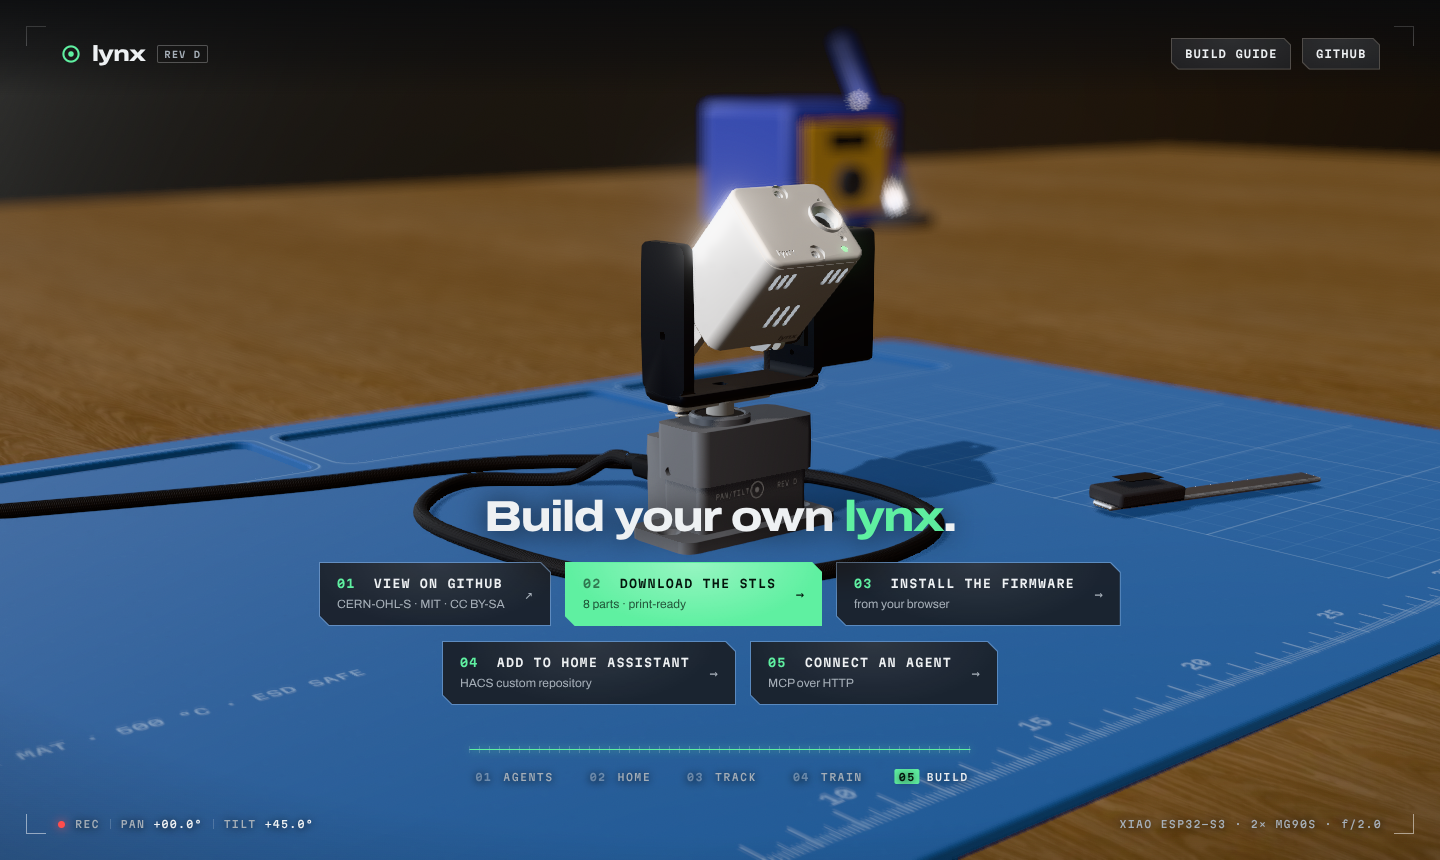 lynx REV D
BUILD GUIDE
GITHUB
PAN/TILT REV D
Build your own lynx.
01 VIEW ON GITHUB ↗
CERN-OHL-S · MIT · CC BY-SA
02 DOWNLOAD THE STLS →
8 parts · print-ready
03 INSTALL THE FIRMWARE →
from your browser
04 ADD TO HOME ASSISTANT →
HACS custom repository
05 CONNECT AN AGENT →
MCP over HTTP
MAT · 500 °C · ESD SAFE
25
20
15
10
01 AGENTS
02 HOME
03 TRACK
04 TRAIN
05 BUILD
REC | PAN +00.0° | TILT +45.0°
XIAO ESP32-S3 · 2× MG90S · f/2.0